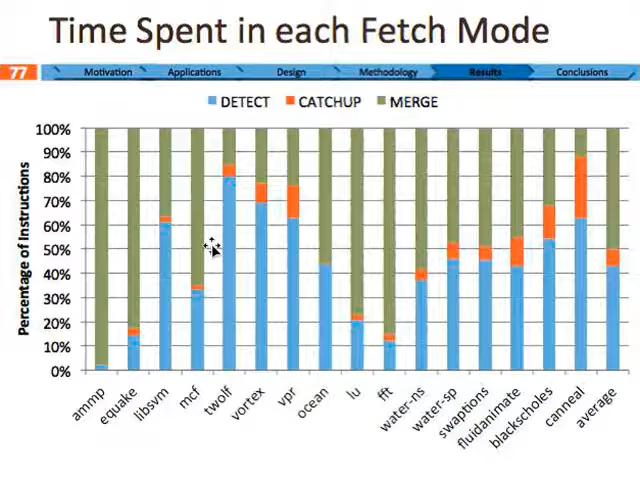 Time Spent in each Fetch Mode
77
Motivation Applications Design Methodology Results Conclusions
DETECT CATCHUP MERGE
Percentage of Instructions
100%
90%
80%
70%
60%
50%
40%
30%
20%
10%
0%
ammp equake libsvm mcf twolf vortex vpr ocean lu fft water-ns water-sp swaptions fluidanimate blackscholes canneal average